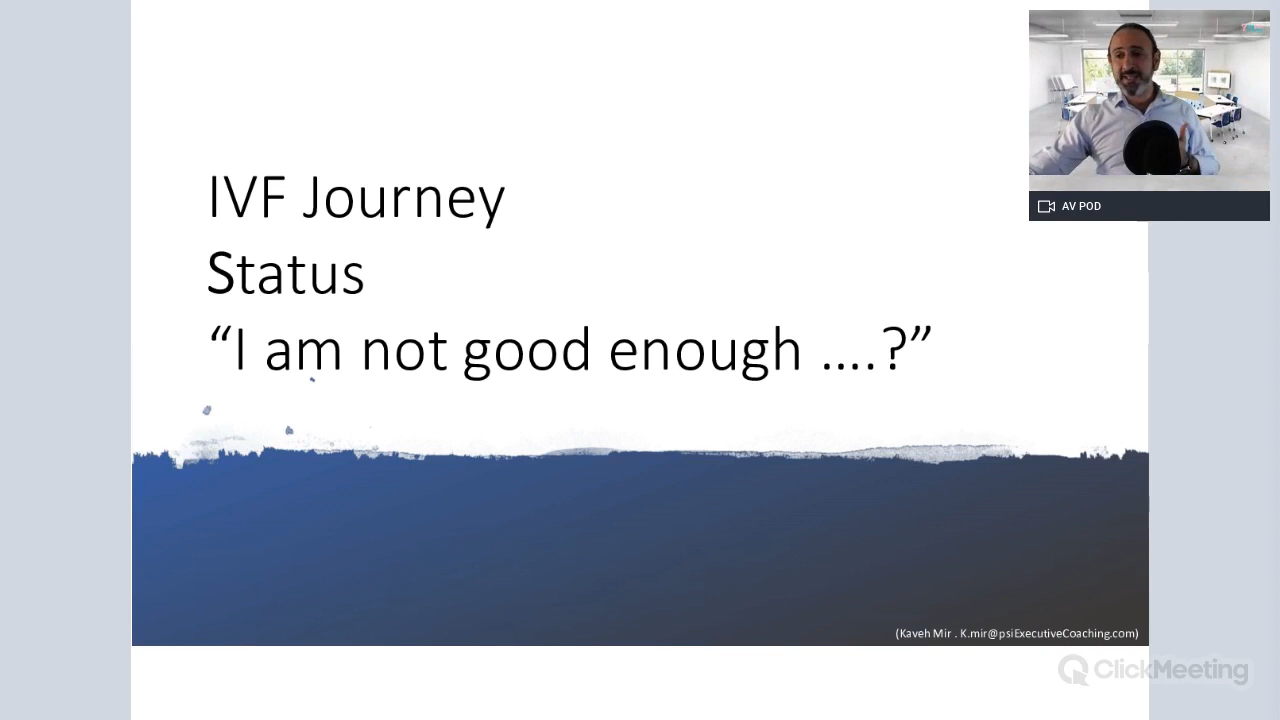 IVF Journey
Status
“I am not good enough ....?”
(Kaveh Mir . K.mir@psiExecutiveCoaching.com)
AV POD
ClickMeeting